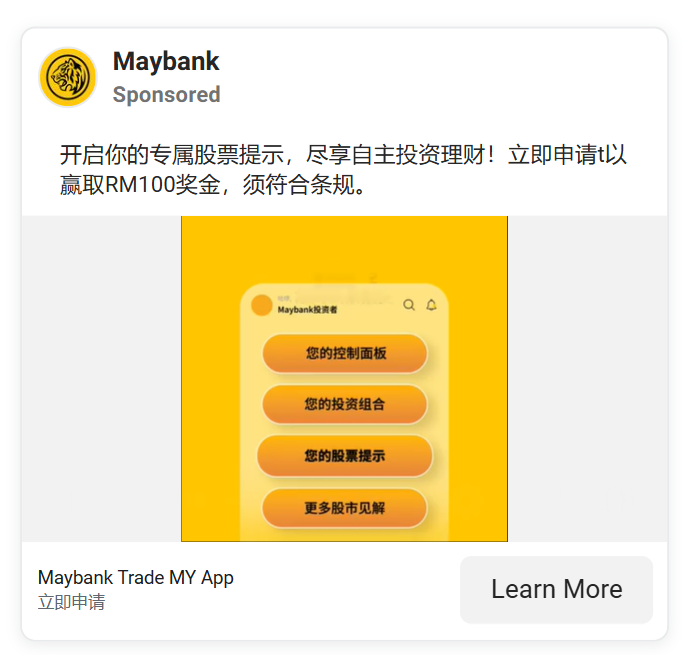 Maybank
Sponsored
开启你的专属股票提示，尽享自主投资理财！立即申请t以
赢取RM100奖金，须符合条规。
Maybank投资者
您的控制面板
您的投资组合
您的股票提示
更多股市见解
Maybank Trade MY App
立即申请
Learn More